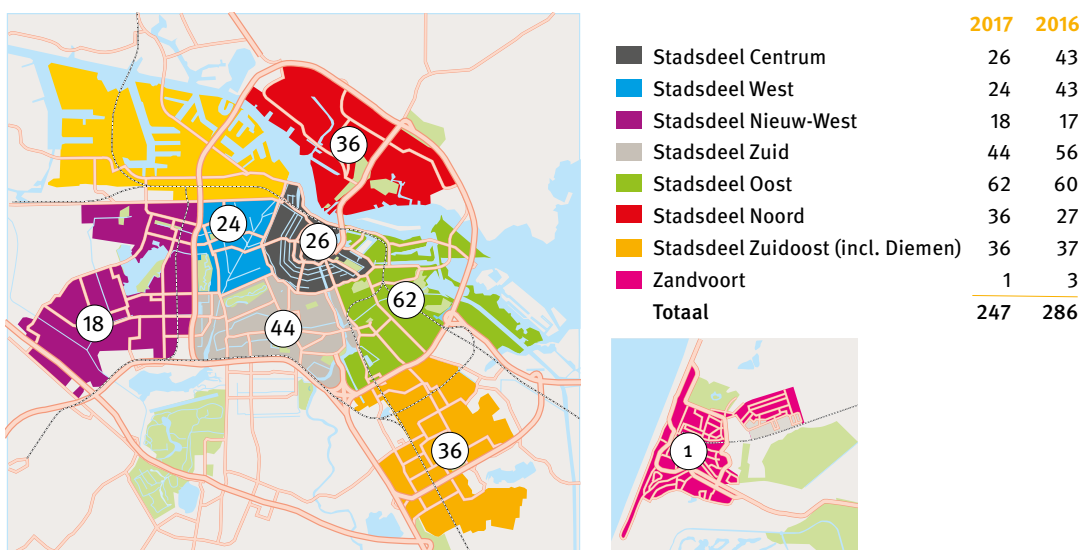 2017 2016
Stadsdeel Centrum 26 43
Stadsdeel West 24 43
Stadsdeel Nieuw-West 18 17
Stadsdeel Zuid 44 56
Stadsdeel Oost 62 60
Stadsdeel Noord 36 27
Stadsdeel Zuidoost (incl. Diemen) 36 37
Zandvoort 1 3
Totaal 247 286
36
24
26
62
18
44
36
1